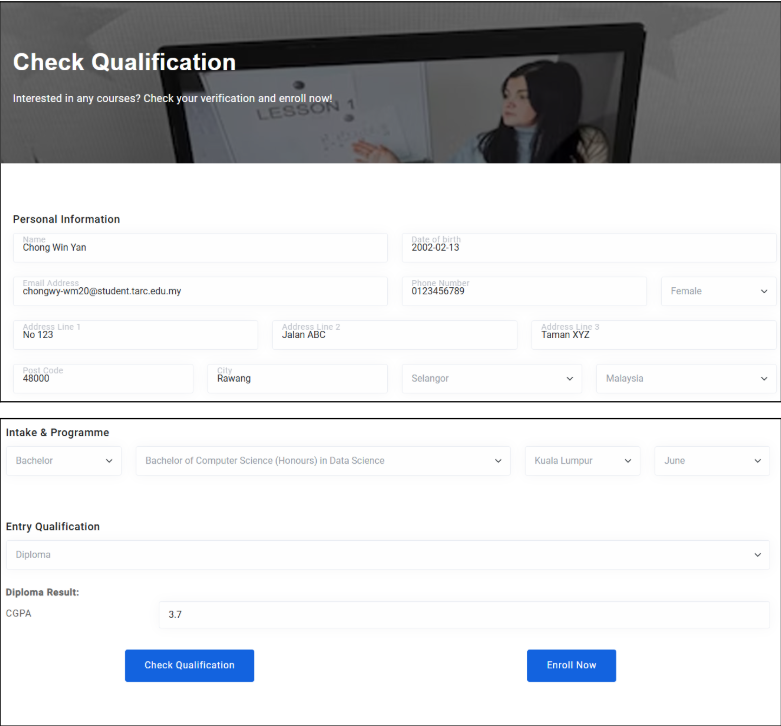 Check Qualification
Interested in any courses? Check your verification and enroll now!
LESSON 1
Personal Information
Name
Chong Win Yan
Date of birth
2002-02-13
Email Address
chongwy-wm20@student.tarc.edu.my
Phone Number
0123456789
Female
Address Line 1
No 123
Address Line 2
Jalan ABC
Address Line 3
Taman XYZ
Post Code
48000
City
Rawang
Selangor
Malaysia
Intake & Programme
Bachelor
Bachelor of Computer Science (Honours) in Data Science
Kuala Lumpur
June
Entry Qualification
Diploma
Diploma Result:
CGPA
3.7
Check Qualification
Enroll Now